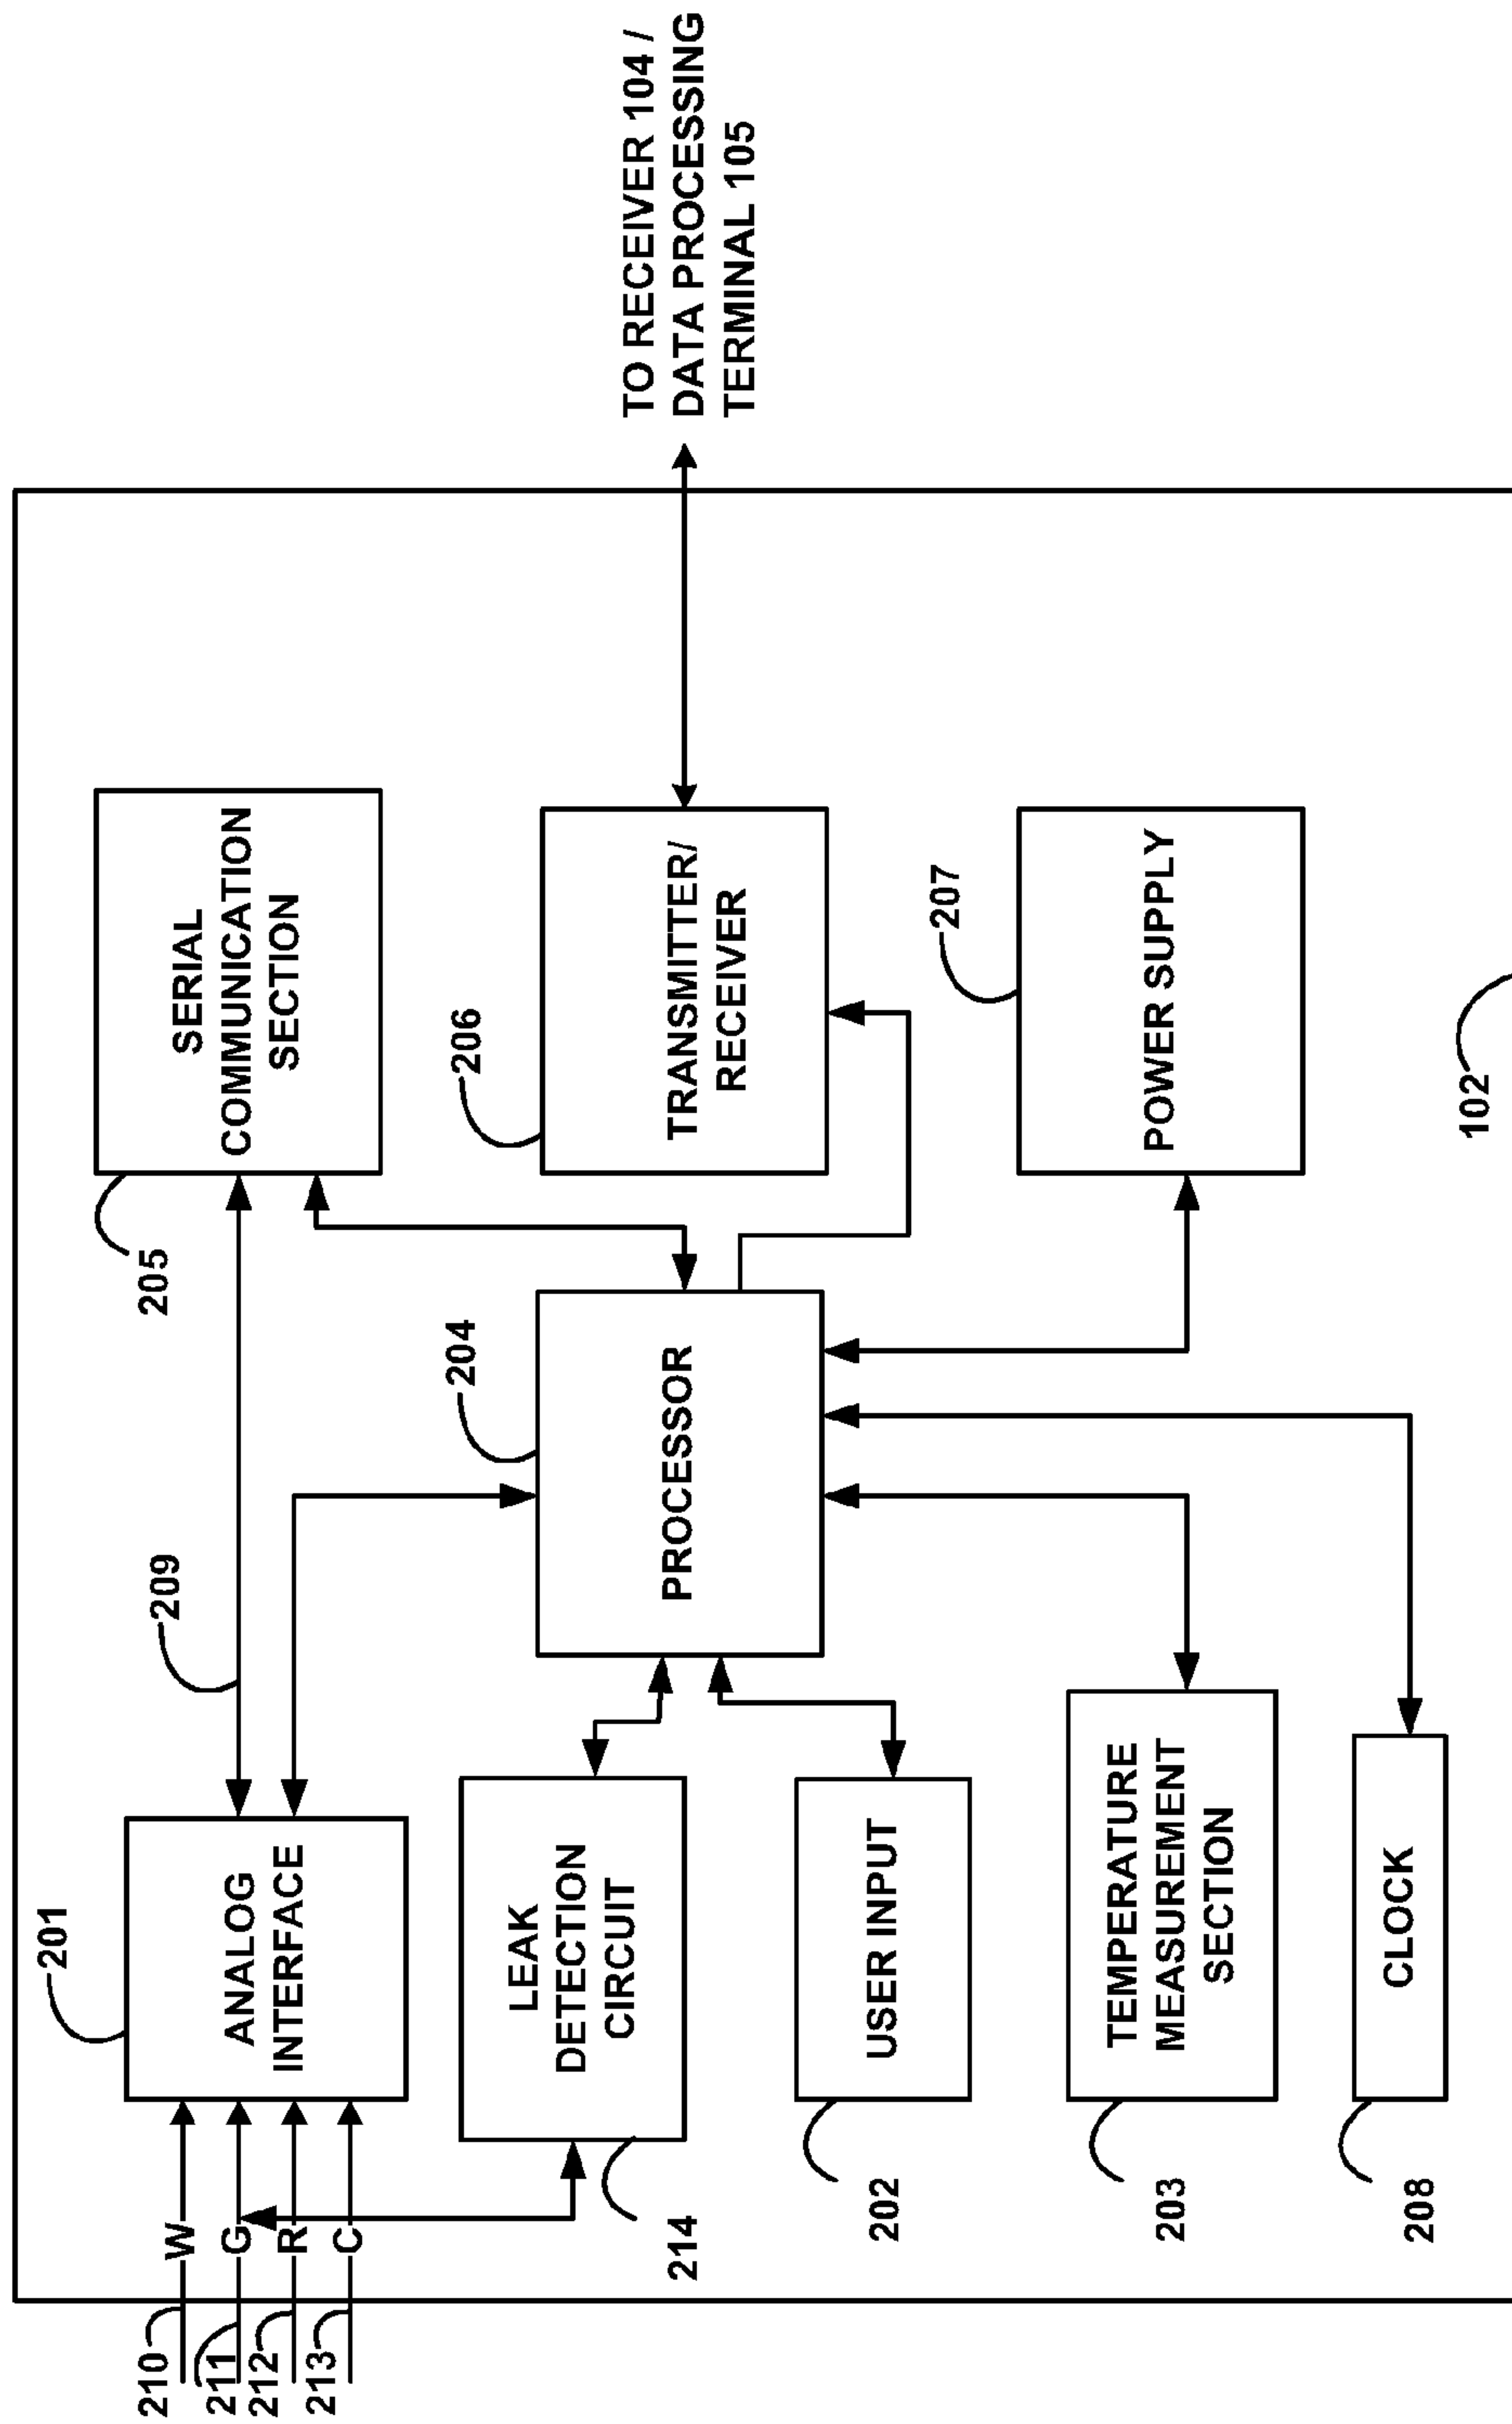 210
W
211
G
212
R
213
C
201
ANALOG
INTERFACE
209
205
SERIAL
COMMUNICATION
SECTION
214
LEAK
DETECTION
CIRCUIT
204
PROCESSOR
206
TRANSMITTER/
RECEIVER
TO RECEIVER 104 /
DATA PROCESSING
TERMINAL 105
202
USER INPUT
203
TEMPERATURE
MEASUREMENT
SECTION
207
POWER SUPPLY
208
CLOCK
102